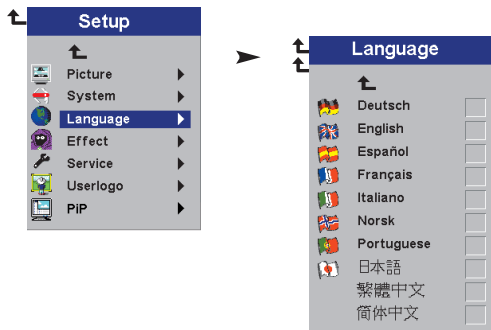 Setup
Picture
System
Language
Effect
Service
Userlogo
PiP
Language
Deutsch
English
Español
Français
Italiano
Norsk
Portuguese
日本語
繁體中文
简体中文